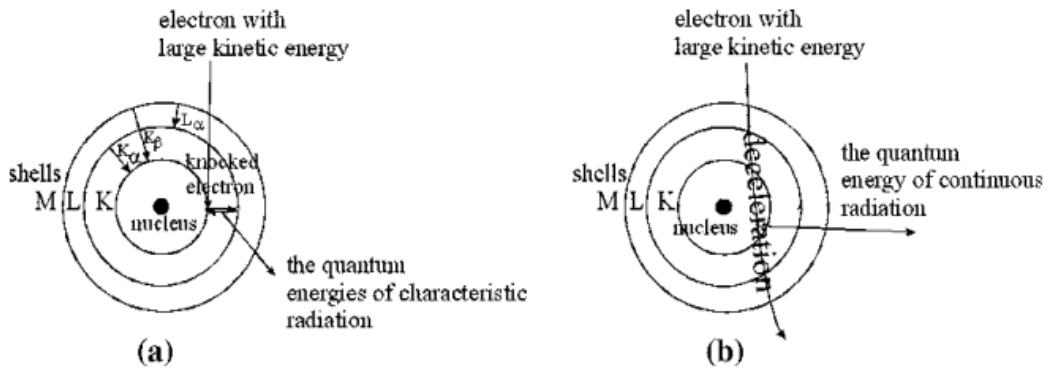 electron with
large kinetic energy
Lα
Kβ
Kα
knocked
electron
shells
M L K
nucleus
the quantum
energies of characteristic
radiation
(a)
electron with
large kinetic energy
deceleration
shells
M L K
nucleus
the quantum
energy of continuous
radiation
(b)